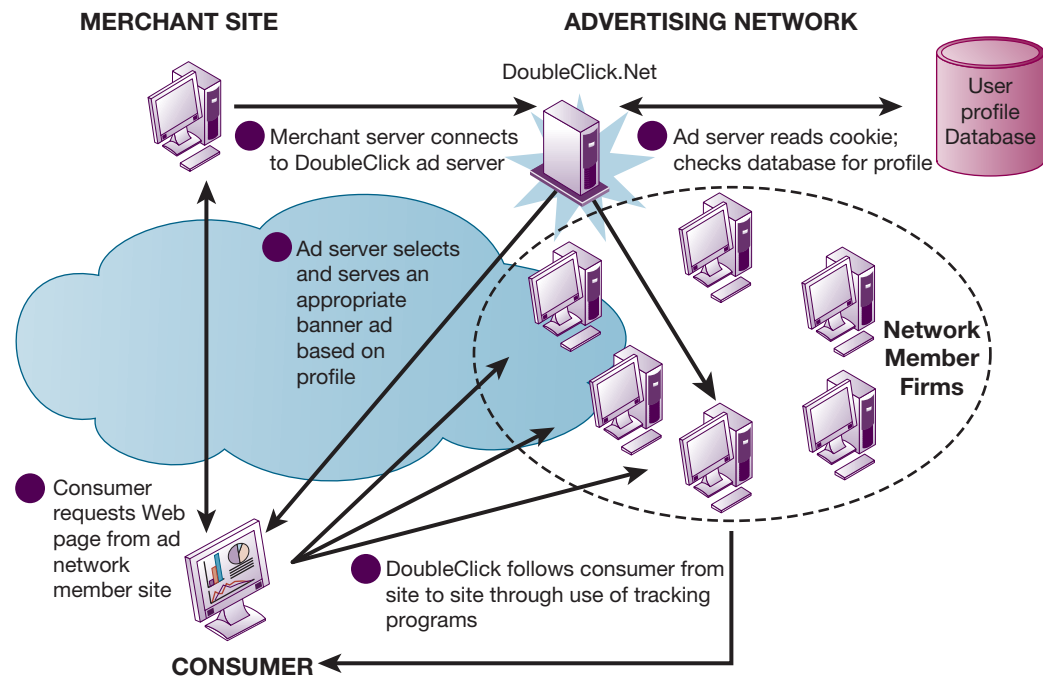 MERCHANT SITE
ADVERTISING NETWORK
DoubleClick.Net
User
profile
Database
Merchant server connects
to DoubleClick ad server
Ad server reads cookie;
checks database for profile
Ad server selects
and serves an
appropriate
banner ad
based on
profile
Network
Member
Firms
Consumer
requests Web
page from ad
network
member site
DoubleClick follows consumer from
site to site through use of tracking
programs
CONSUMER